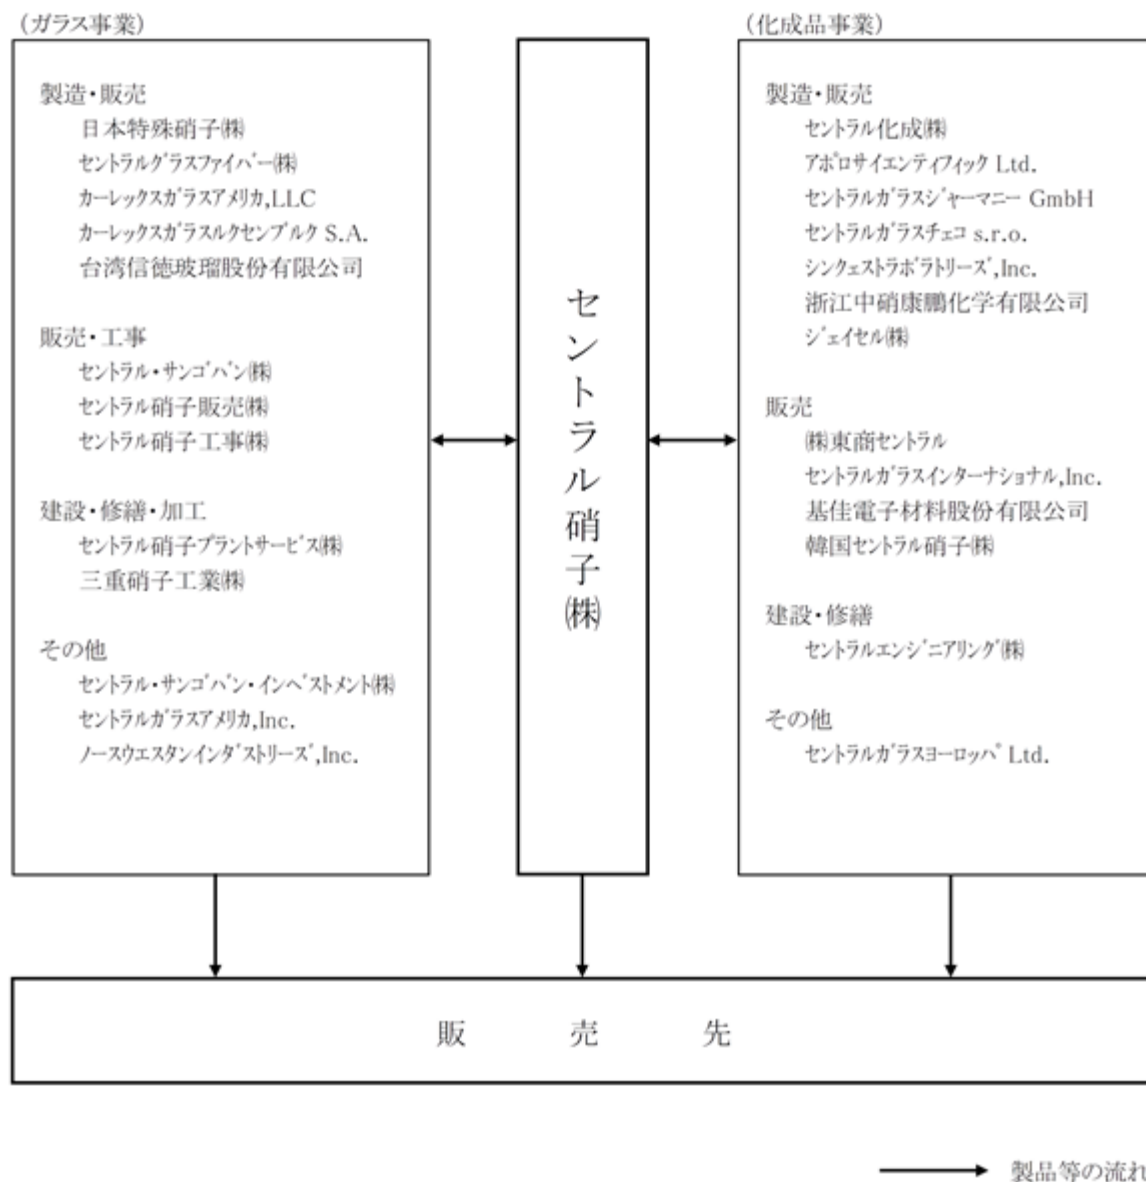 (ガラス事業)
製造・販売
日本特殊硝子㈱
セントラルグラスファイバー㈱
カーレックスガラスアメリカ,LLC
カーレックスガラスルクセンブルク S.A.
台湾信徳玻瑠股份有限公司
販売・工事
セントラル・サンゴバン㈱
セントラル硝子販売㈱
セントラル硝子工事㈱
建設・修繕・加工
セントラル硝子プラントサービス㈱
三重硝子工業㈱
その他
セントラル・サンゴバン・インベストメント㈱
セントラルガラスアメリカ,Inc.
ノースウエスタンインダストリーズ,Inc.
セントラル硝子㈱
(化成品事業)
製造・販売
セントラル化成㈱
アポロサイエンティフィック Ltd.
セントラルガラスジャーマニー GmbH
セントラルガラスチェコ s.r.o.
シンクェストラボラトリーズ,Inc.
浙江中硝康鵬化学有限公司
ジェイセル㈱
販売
㈱東商セントラル
セントラルガラスインターナショナル,Inc.
基佳電子材料股份有限公司
韓国セントラル硝子㈱
建設・修繕
セントラルエンジニアリング㈱
その他
セントラルガラスヨーロッパ Ltd.
販売先
製品等の流れ